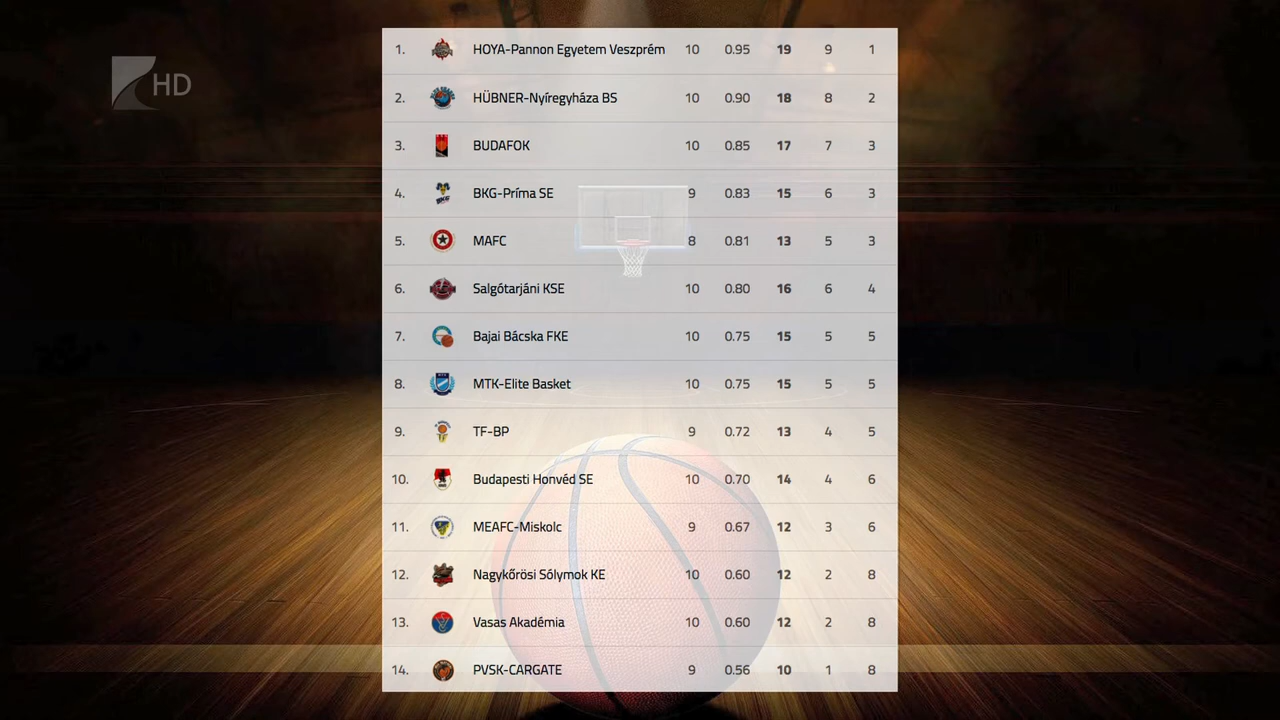 HD
1. HOYA-Pannon Egyetem Veszprém 10 0.95 19 9 1
2. HÜBNER-Nyíregyháza BS 10 0.90 18 8 2
3. BUDAFOK 10 0.85 17 7 3
4. BKG-Príma SE 9 0.83 15 6 3
5. MAFC 8 0.81 13 5 3
6. Salgótarjáni KSE 10 0.80 16 6 4
7. Bajai Bácska FKE 10 0.75 15 5 5
8. MTK-Elite Basket 10 0.75 15 5 5
9. TF-BP 9 0.72 13 4 5
10. Budapesti Honvéd SE 10 0.70 14 4 6
11. MEAFC-Miskolc 9 0.67 12 3 6
12. Nagykőrösi Sólymok KE 10 0.60 12 2 8
13. Vasas Akadémia 10 0.60 12 2 8
14. PVSK-CARGATE 9 0.56 10 1 8